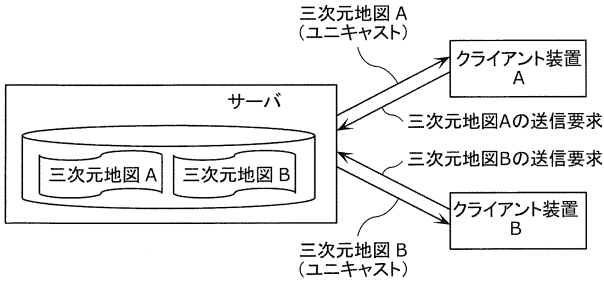 三次元地図 A
(ユニキャスト)
クライアント装置
A
サーバ
三次元地図Aの送信要求
三次元地図 A
三次元地図 B
三次元地図Bの送信要求
クライアント装置
B
三次元地図 B
(ユニキャスト)